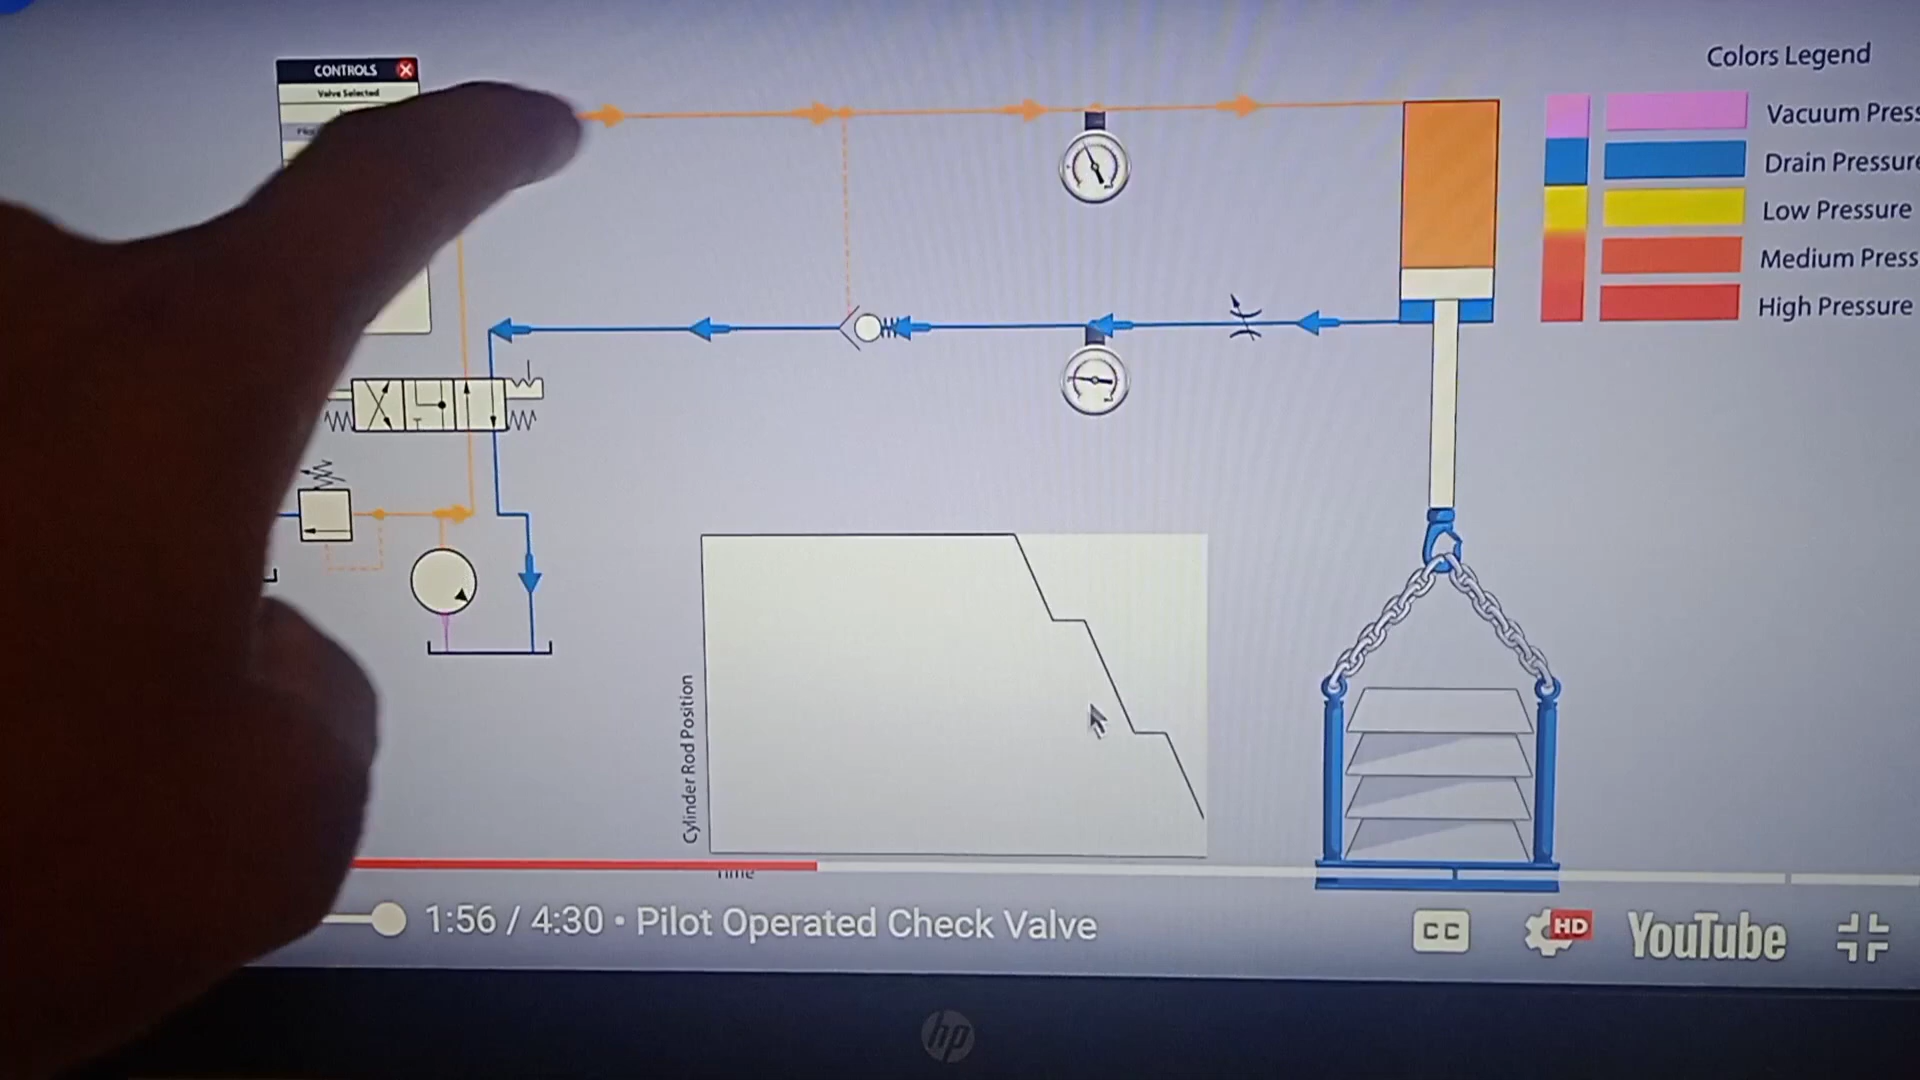 CONTROLS
Valve Selected
Colors Legend
Vacuum Press
Drain Pressure
Low Pressure
Medium Press
High Pressure
T
Cylinder Rod Position
Time
1:56 / 4:30 • Pilot Operated Check Valve
CC
HD
YouTube
hp